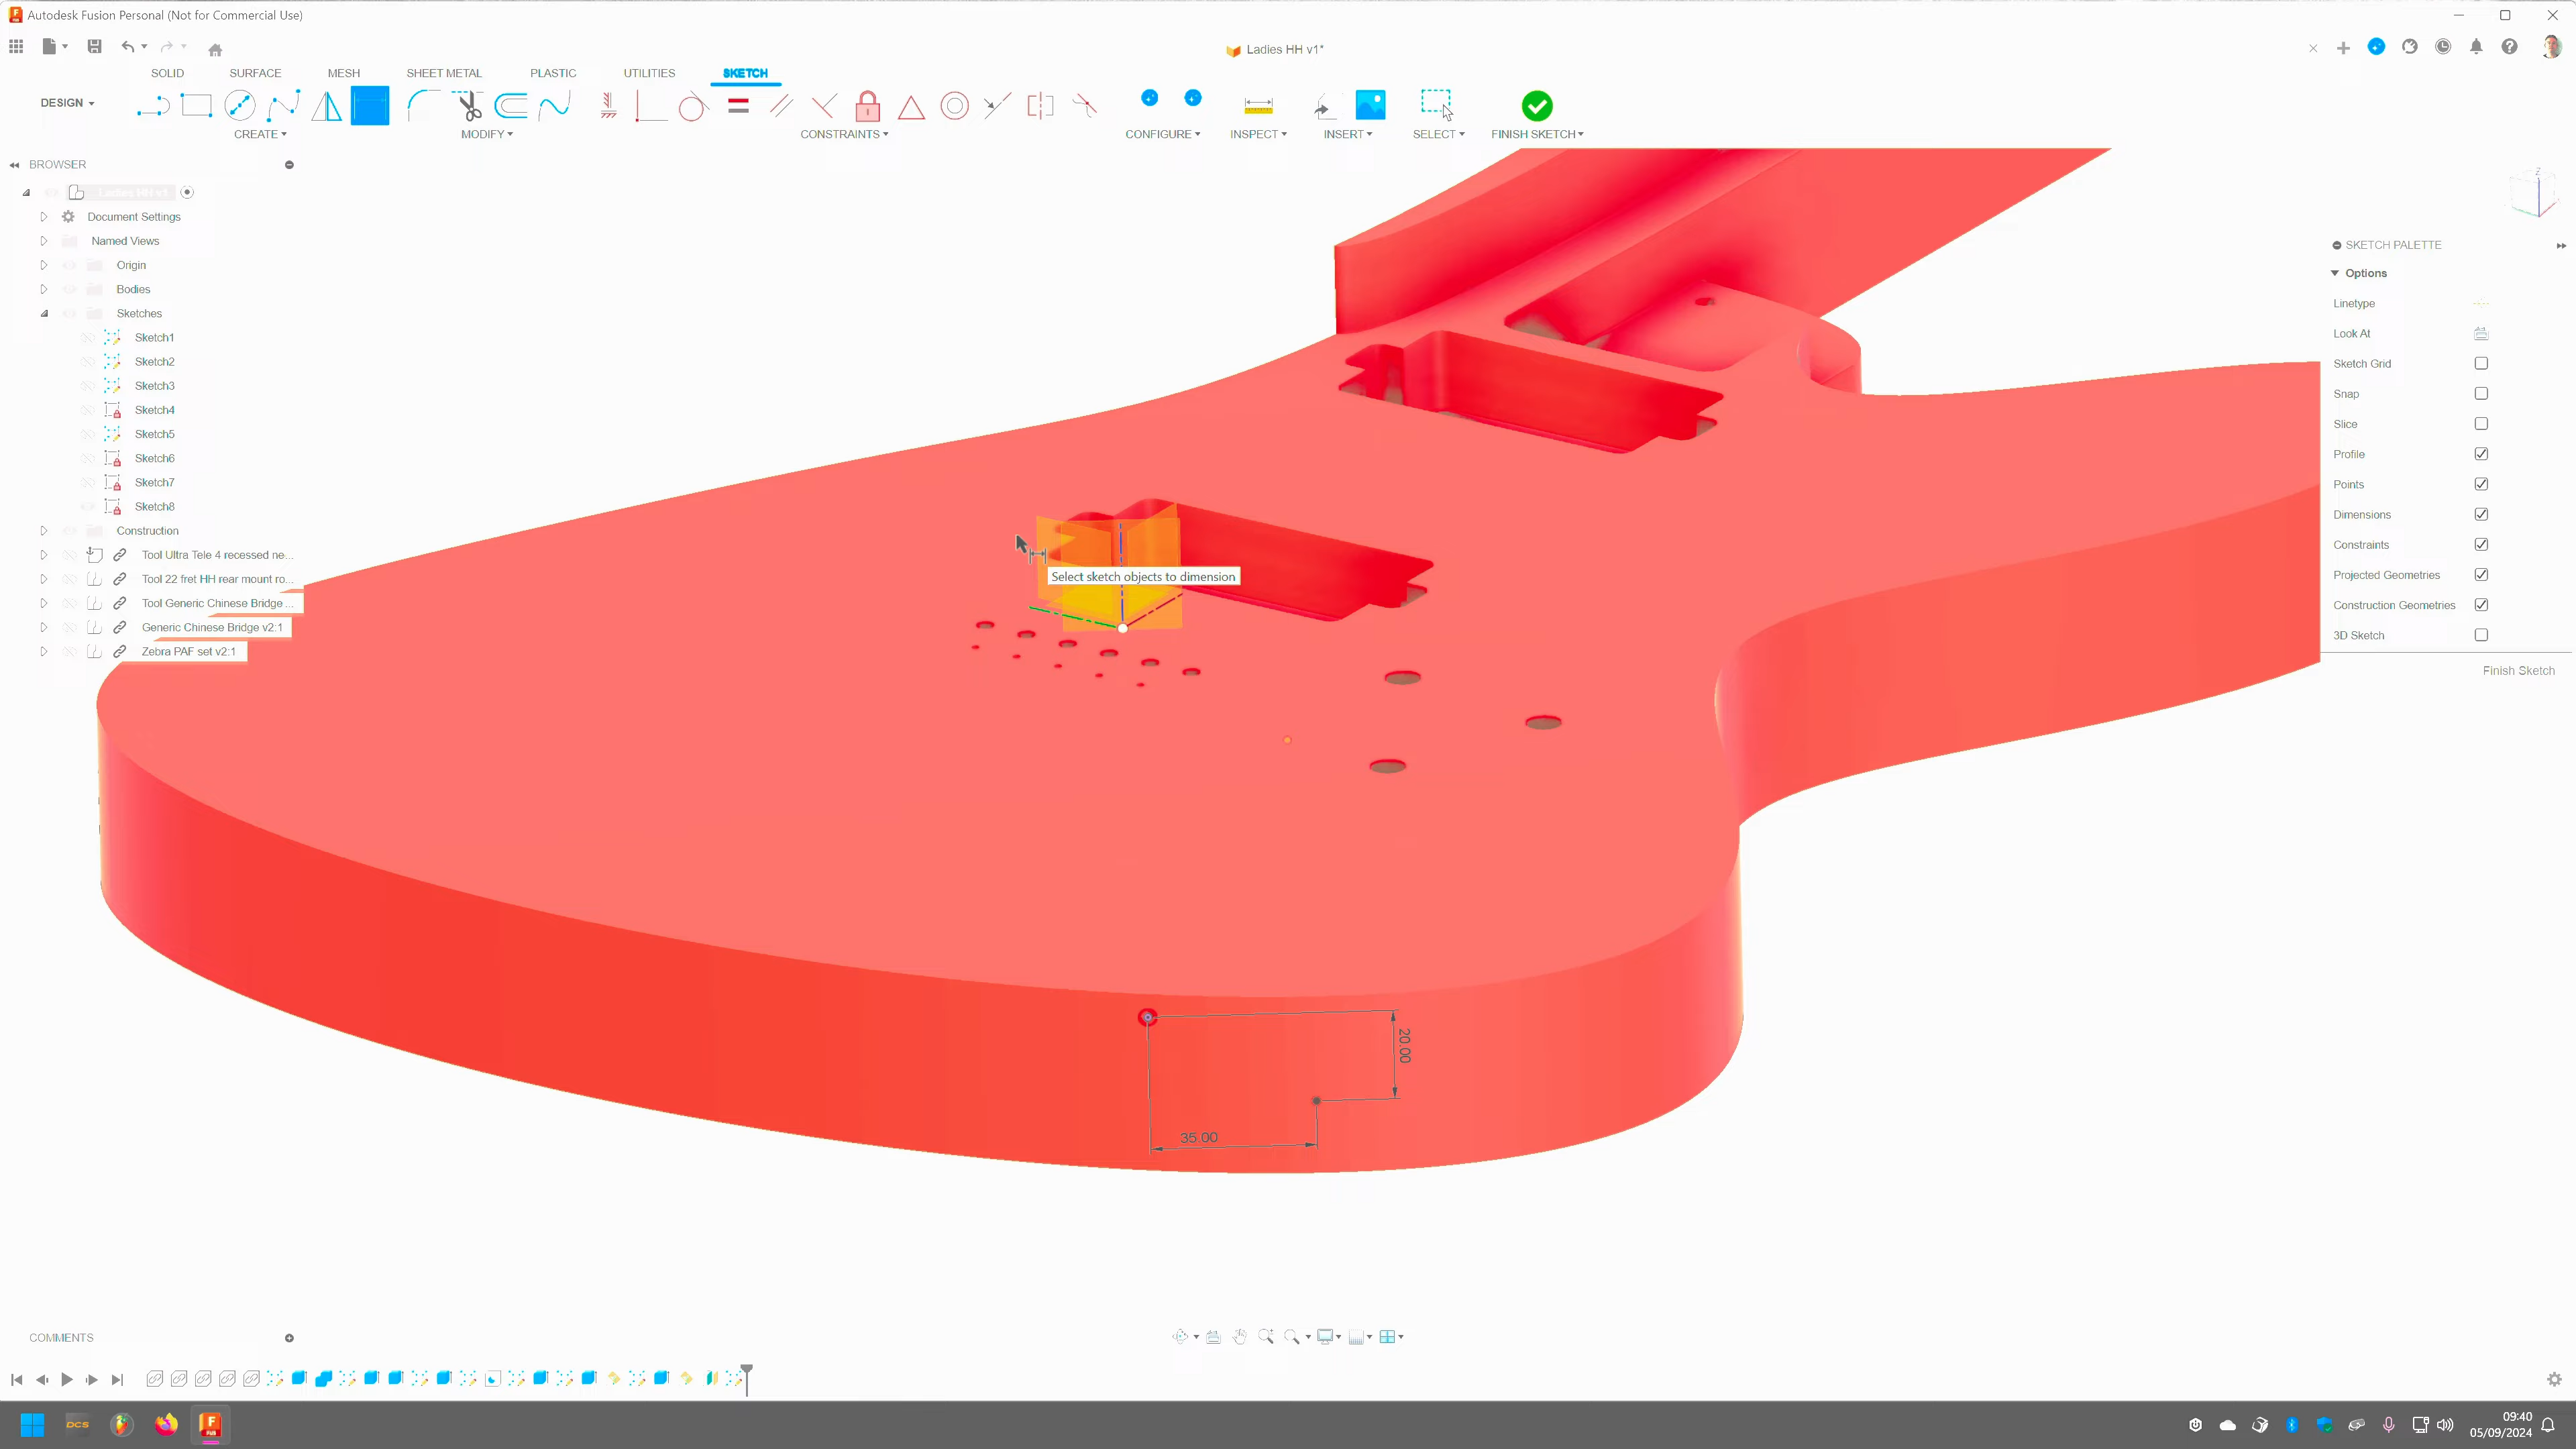 Autodesk Fusion Personal (Not for Commercial Use)
Ladies HH v1*
SOLID
SURFACE
MESH
SHEET METAL
PLASTIC
UTILITIES
SKETCH
DESIGN
CREATE
MODIFY
CONSTRAINTS
CONFIGURE
INSPECT
INSERT
SELECT
FINISH SKETCH
BROWSER
Ladies HH v1
Document Settings
Named Views
Origin
Bodies
Sketches
Sketch1
Sketch2
Sketch3
Sketch4
Sketch5
Sketch6
Sketch7
Sketch8
Construction
Tool Ultra Tele 4 recessed ne...
Tool 22 fret HH rear mount ro...
Tool Generic Chinese Bridge ...
Generic Chinese Bridge v2:1
Zebra PAF set v2:1
Select sketch objects to dimension
20.00
35.00
Z
SKETCH PALETTE
Options
Linetype
Look At
Sketch Grid
Snap
Slice
Profile
Points
Dimensions
Constraints
Projected Geometries
Construction Geometries
3D Sketch
Finish Sketch
COMMENTS
DCS
F
FUS
09:40
05/09/2024